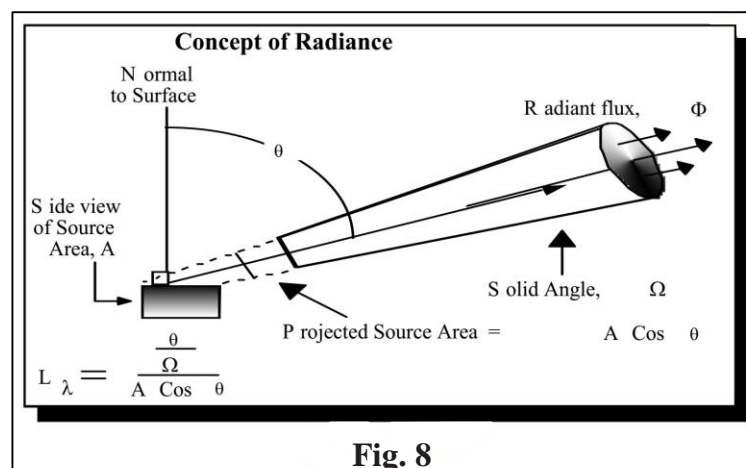 Concept of Radiance
N ormal
to Surface
R adiant flux, Φ
θ
S ide view
of Source
Area, A
S olid Angle, Ω
P rojected Source Area = A Cos θ
θ
Ω
L λ = A Cos θ
Fig. 8